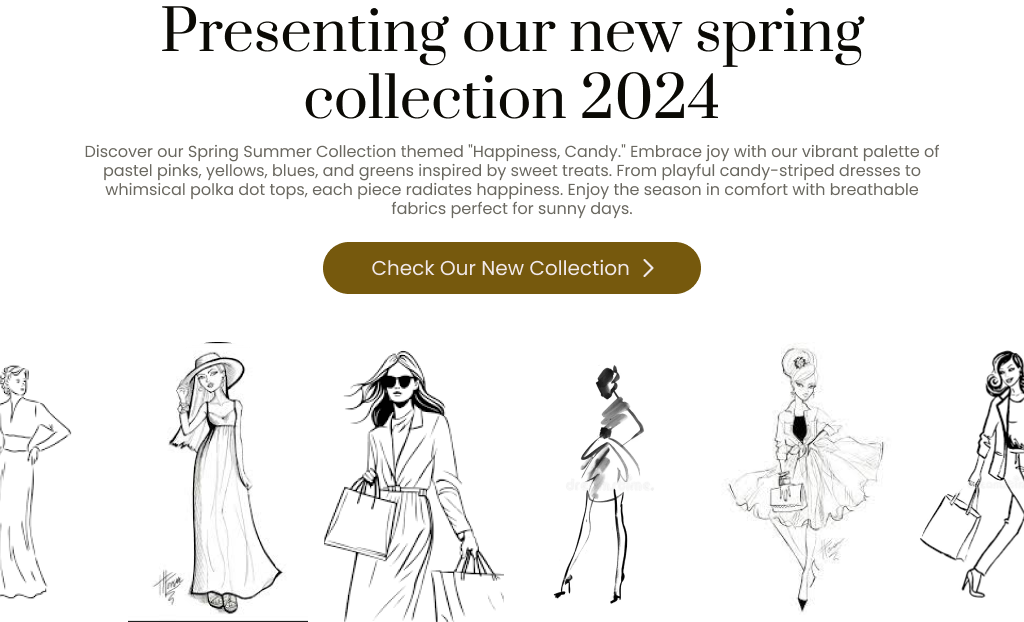 Presenting our new spring
collection 2024
Discover our Spring Summer Collection themed "Happiness, Candy." Embrace joy with our vibrant palette of
pastel pinks, yellows, blues, and greens inspired by sweet treats. From playful candy-striped dresses to
whimsical polka dot tops, each piece radiates happiness. Enjoy the season in comfort with breathable
fabrics perfect for sunny days.
Check Our New Collection